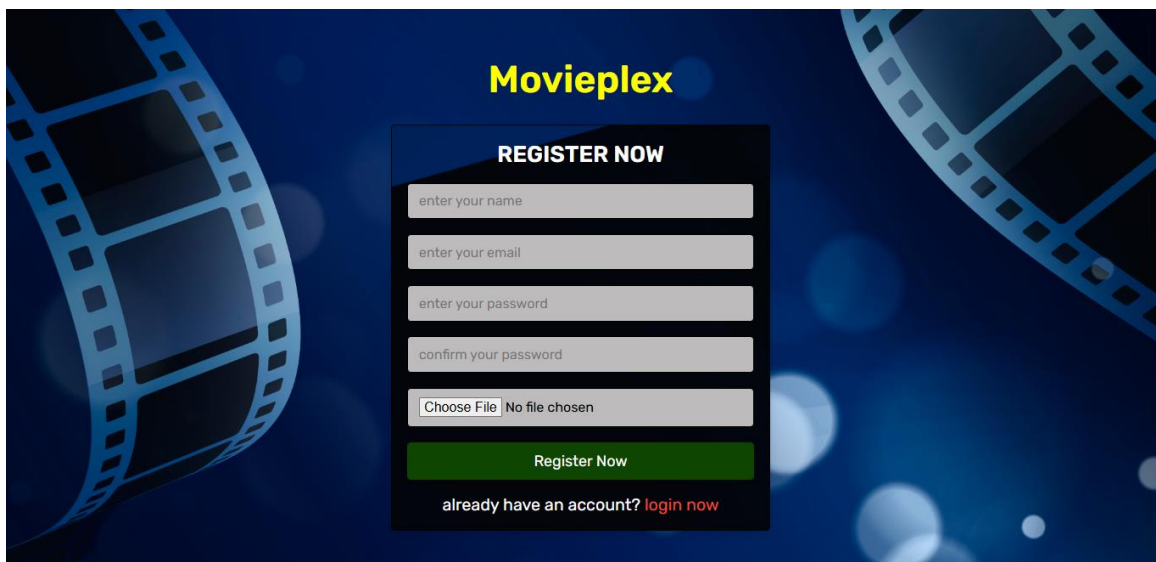 Movieplex
REGISTER NOW
enter your name
enter your email
enter your password
confirm your password
Choose File No file chosen
Register Now
already have an account? login now